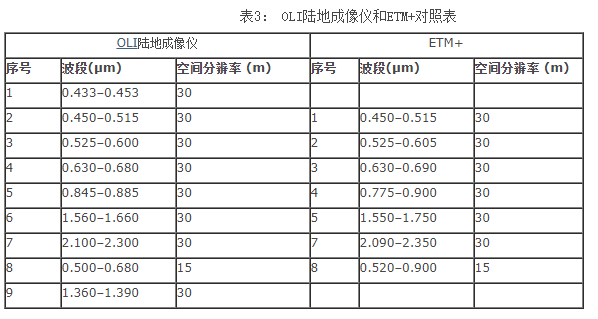 表3： OLI陆地成像仪和ETM+对照表
OLI陆地成像仪 ETM+
序号 波段(μm) 空间分辨率 (m) 序号 波段(μm) 空间分辨率 (m)
1 0.433–0.453 30
2 0.450–0.515 30 1 0.450–0.515 30
3 0.525–0.600 30 2 0.525–0.605 30
4 0.630–0.680 30 3 0.630–0.690 30
5 0.845–0.885 30 4 0.775–0.900 30
6 1.560–1.660 30 5 1.550–1.750 30
7 2.100–2.300 30 7 2.090–2.350 30
8 0.500–0.680 15 8 0.520–0.900 15
9 1.360–1.390 30